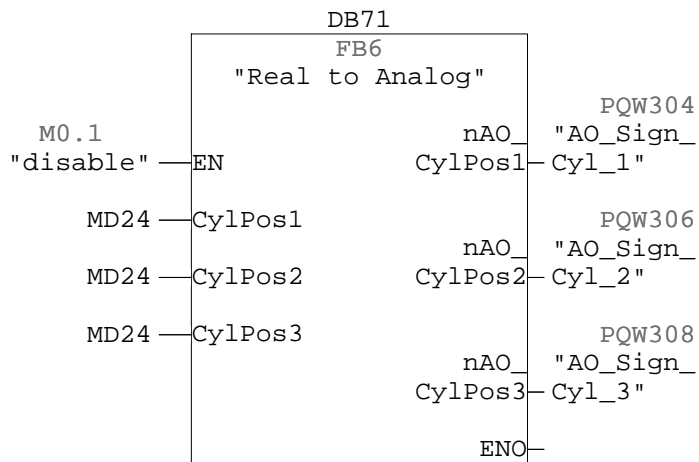 DB71
FB6
"Real to Analog"
PQW304
M0.1
nAO_ "AO_Sign_
"disable" EN CylPos1 Cyl_1"
MD24 CylPos1
PQW306
nAO_ "AO_Sign_
MD24 CylPos2 CylPos2 Cyl_2"
MD24 CylPos3
PQW308
nAO_ "AO_Sign_
CylPos3 Cyl_3"
ENO